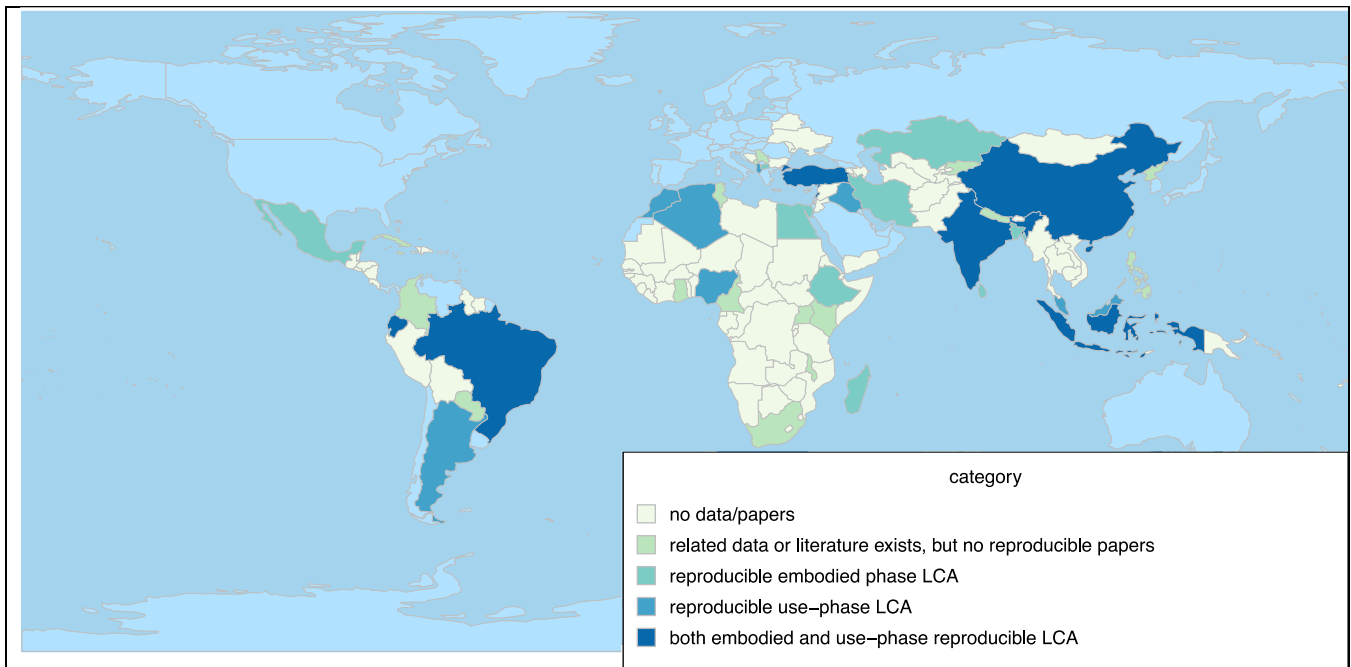 category
no data/papers
related data or literature exists, but no reproducible papers
reproducible embodied phase LCA
reproducible use−phase LCA
both embodied and use−phase reproducible LCA